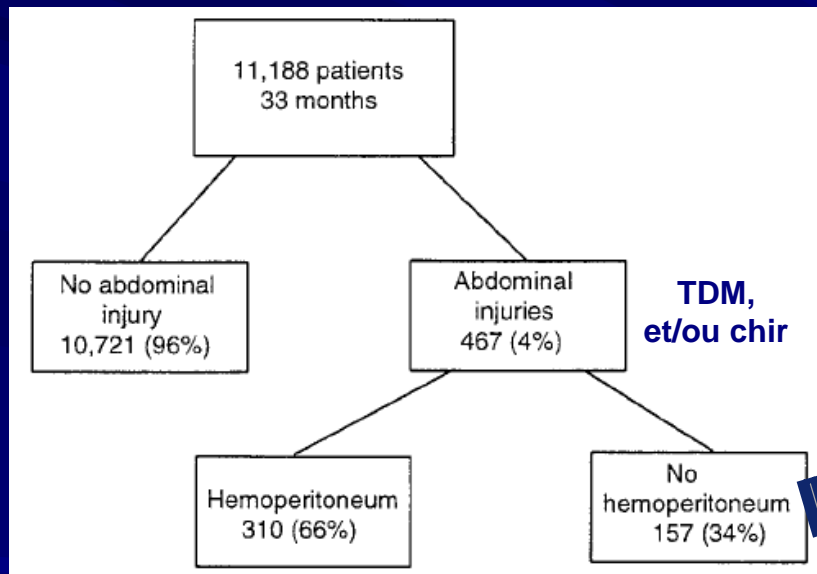 11,188 patients
33 months
No abdominal
injury
10,721 (96%)
Abdominal
injuries
467 (4%)
TDM,
et/ou chir
Hemoperitoneum
310 (66%)
No
hemoperitoneum
157 (34%)